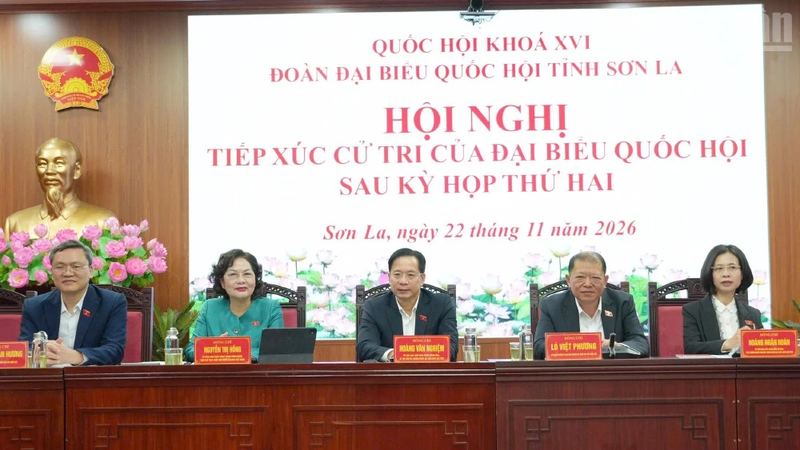 QUỐC HỘI KHOÁ XVI
ĐOÀN ĐẠI BIỂU QUỐC HỘI TỈNH SƠN LA
HỘI NGHỊ
TIẾP XÚC CỬ TRI CỦA ĐẠI BIỂU QUỐC HỘI
SAU KỲ HỌP THỨ HAI
Sơn La, ngày 22 tháng 11 năm 2026
HƯƠNG
NGUYỄN THỊ HỒNG
HOÀNG VĂN NGHIỆM
LÒ VIỆT PHƯƠNG
HOÀNG NGÂN HOÀN